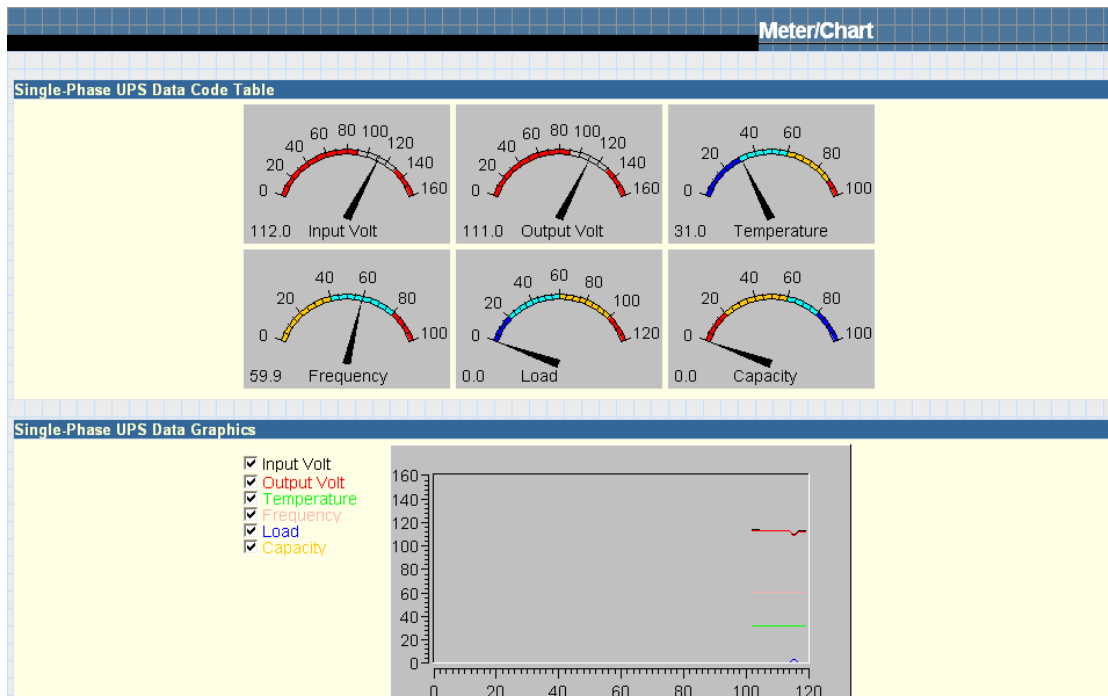 Meter/Chart
Single-Phase UPS Data Code Table
0 20 40 60 80 100 120 140 160
112.0 Input Volt
0 20 40 60 80 100 120 140 160
111.0 Output Volt
0 20 40 60 80 100
31.0 Temperature
0 20 40 60 80 100
59.9 Frequency
0 20 40 60 80 100 120
0.0 Load
0 20 40 60 80 100
0.0 Capacity
Single-Phase UPS Data Graphics
Input Volt
Output Volt
Temperature
Frequency
Load
Capacity
160
140
120
100
80
60
40
20
0
0 20 40 60 80 100 120